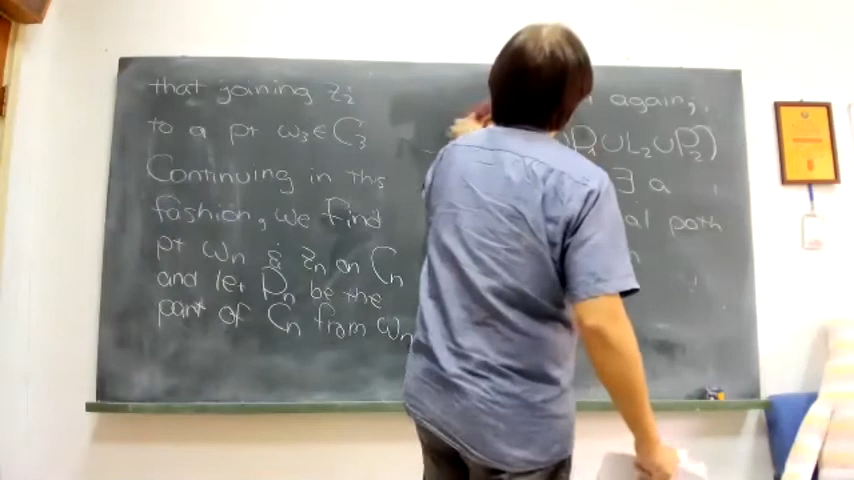 that joining z₂
to a pt ω₃ ∈ C₃
Continuing in this
fashion, we find
pt ωₙ & zₙ on Cₙ
and let Pₙ be the
part of Cₙ from ωₙ
again,
P₁∪L₂∪P₂)
∃ a
al path
n